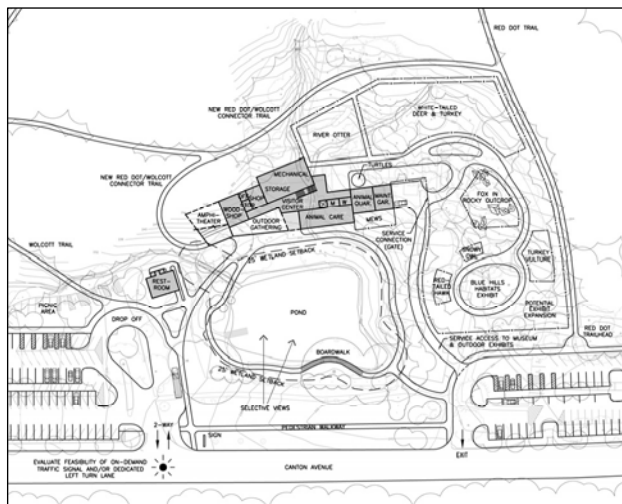 RED DOT TRAIL
NEW RED DOT/WOLCOTT
CONNECTOR TRAIL
WHITE-TAILED
DEER & TURKEY
RIVER OTTER
MECHANICAL
TURTLES
NEW RED DOT/WOLCOTT
CONNECTOR TRAIL
STORAGE
SHOP
WOOD
SHOP
VISITOR
CENTER
AMPHI-
THEATER
OUTDOOR
GATHERING
ANIMAL CARE
ANIMAL
QUAR.
MAINT
GAR.
MEWS
FOX IN
ROCKY OUTCROP
SERVICE
CONNECTION
(GATE)
WOLCOTT TRAIL
25' WETLAND SETBACK
SNOWY
OWL
TURKEY
VULTURE
REST-
ROOM
RED-
TAILED
HAWK
BLUE HILLS
HABITATS
EXHIBIT
PICNIC
AREA
DROP OFF
POND
POTENTIAL
EXHIBIT
EXPANSION
RED DOT
TRAILHEAD
BOARDWALK
SERVICE ACCESS TO MUSEUM
& OUTDOOR EXHIBITS
25' WETLAND SETBACK
SELECTIVE VIEWS
2-WAY
SIGN
PEDESTRIAN WALKWAY
EXIT
EVALUATE FEASIBILITY OF ON-DEMAND
TRAFFIC SIGNAL AND/OR DEDICATED
LEFT TURN LANE
CANTON AVENUE